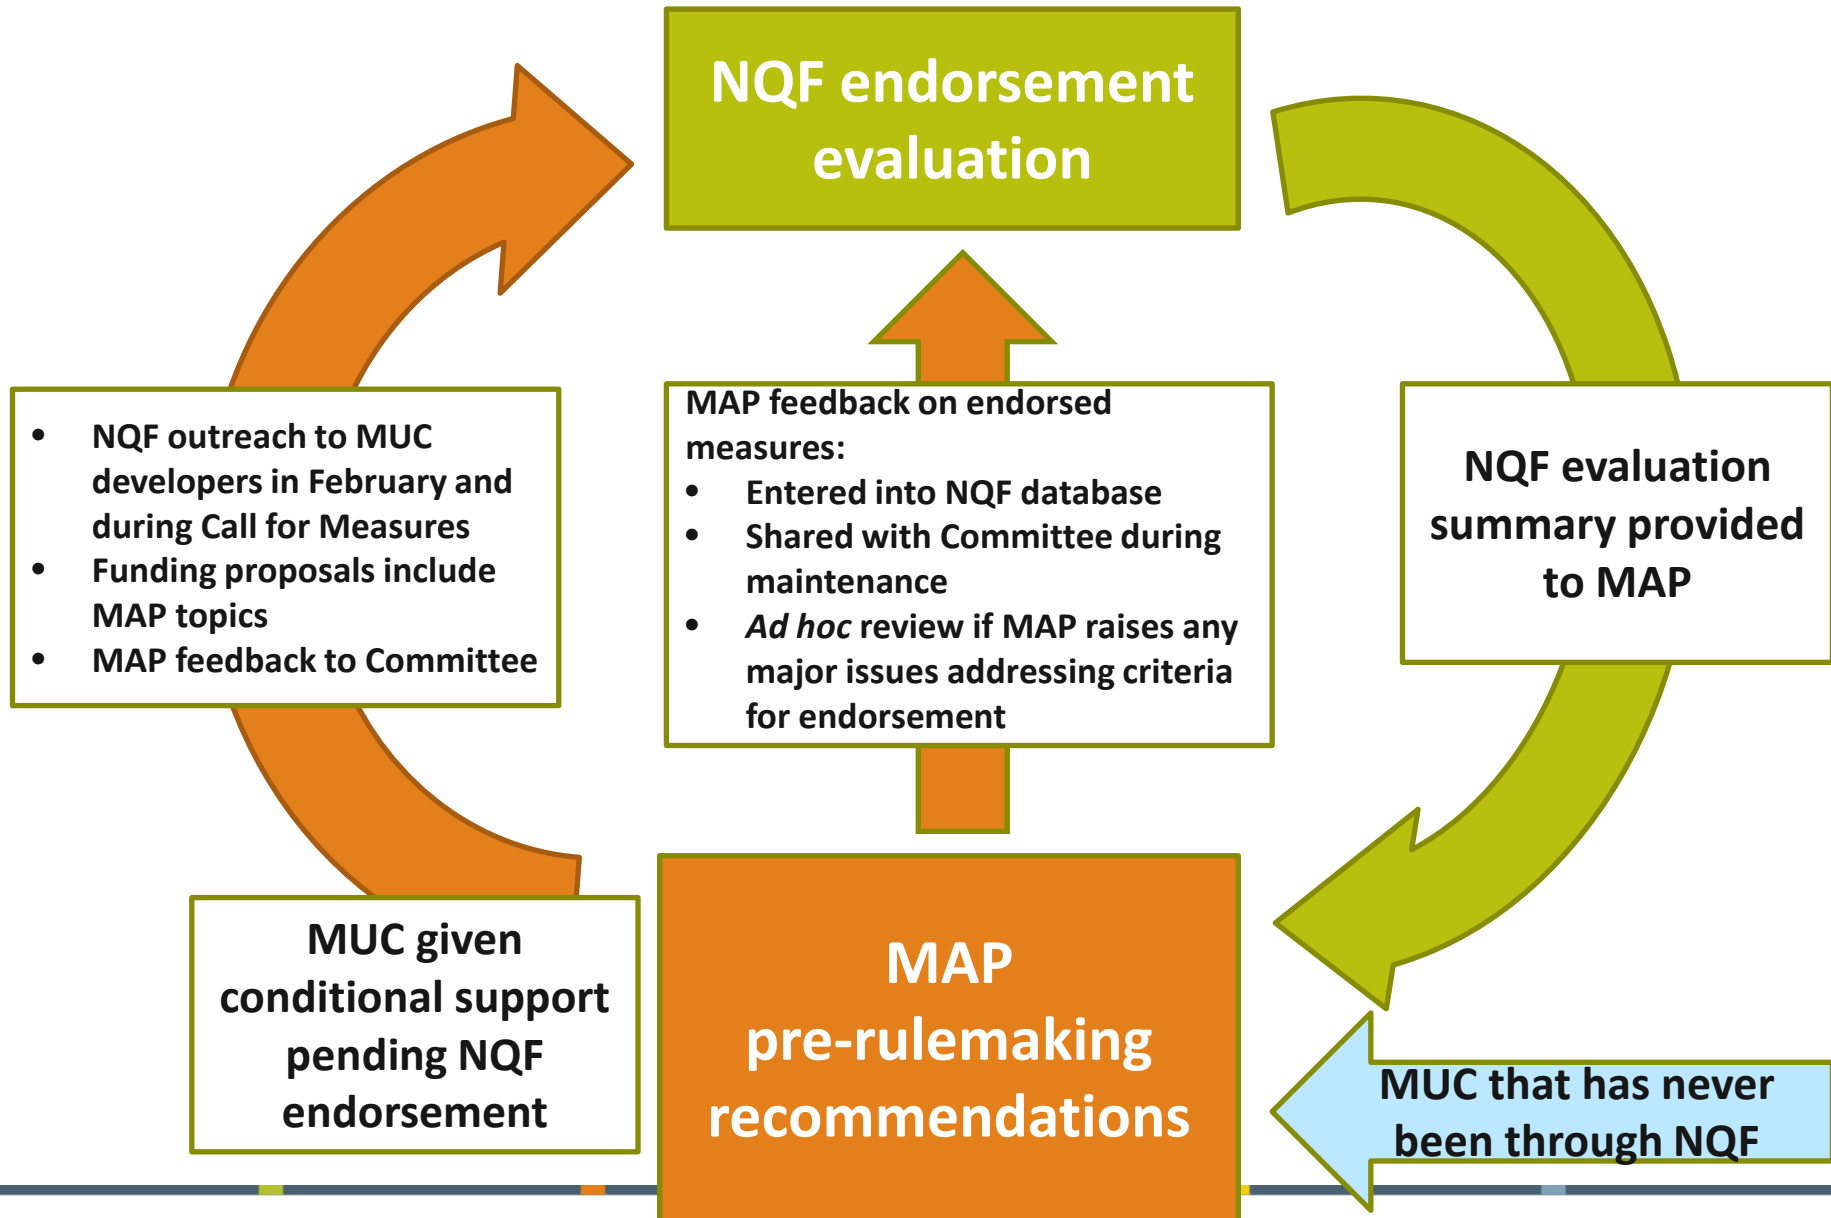 NQF endorsement
evaluation
• NQF outreach to MUC
developers in February and
during Call for Measures
• Funding proposals include
MAP topics
• MAP feedback to Committee
MAP feedback on endorsed
measures:
• Entered into NQF database
• Shared with Committee during
maintenance
• Ad hoc review if MAP raises any
major issues addressing criteria
for endorsement
NQF evaluation
summary provided
to MAP
MUC given
conditional support
pending NQF
endorsement
MAP
pre-rulemaking
recommendations
MUC that has never
been through NQF